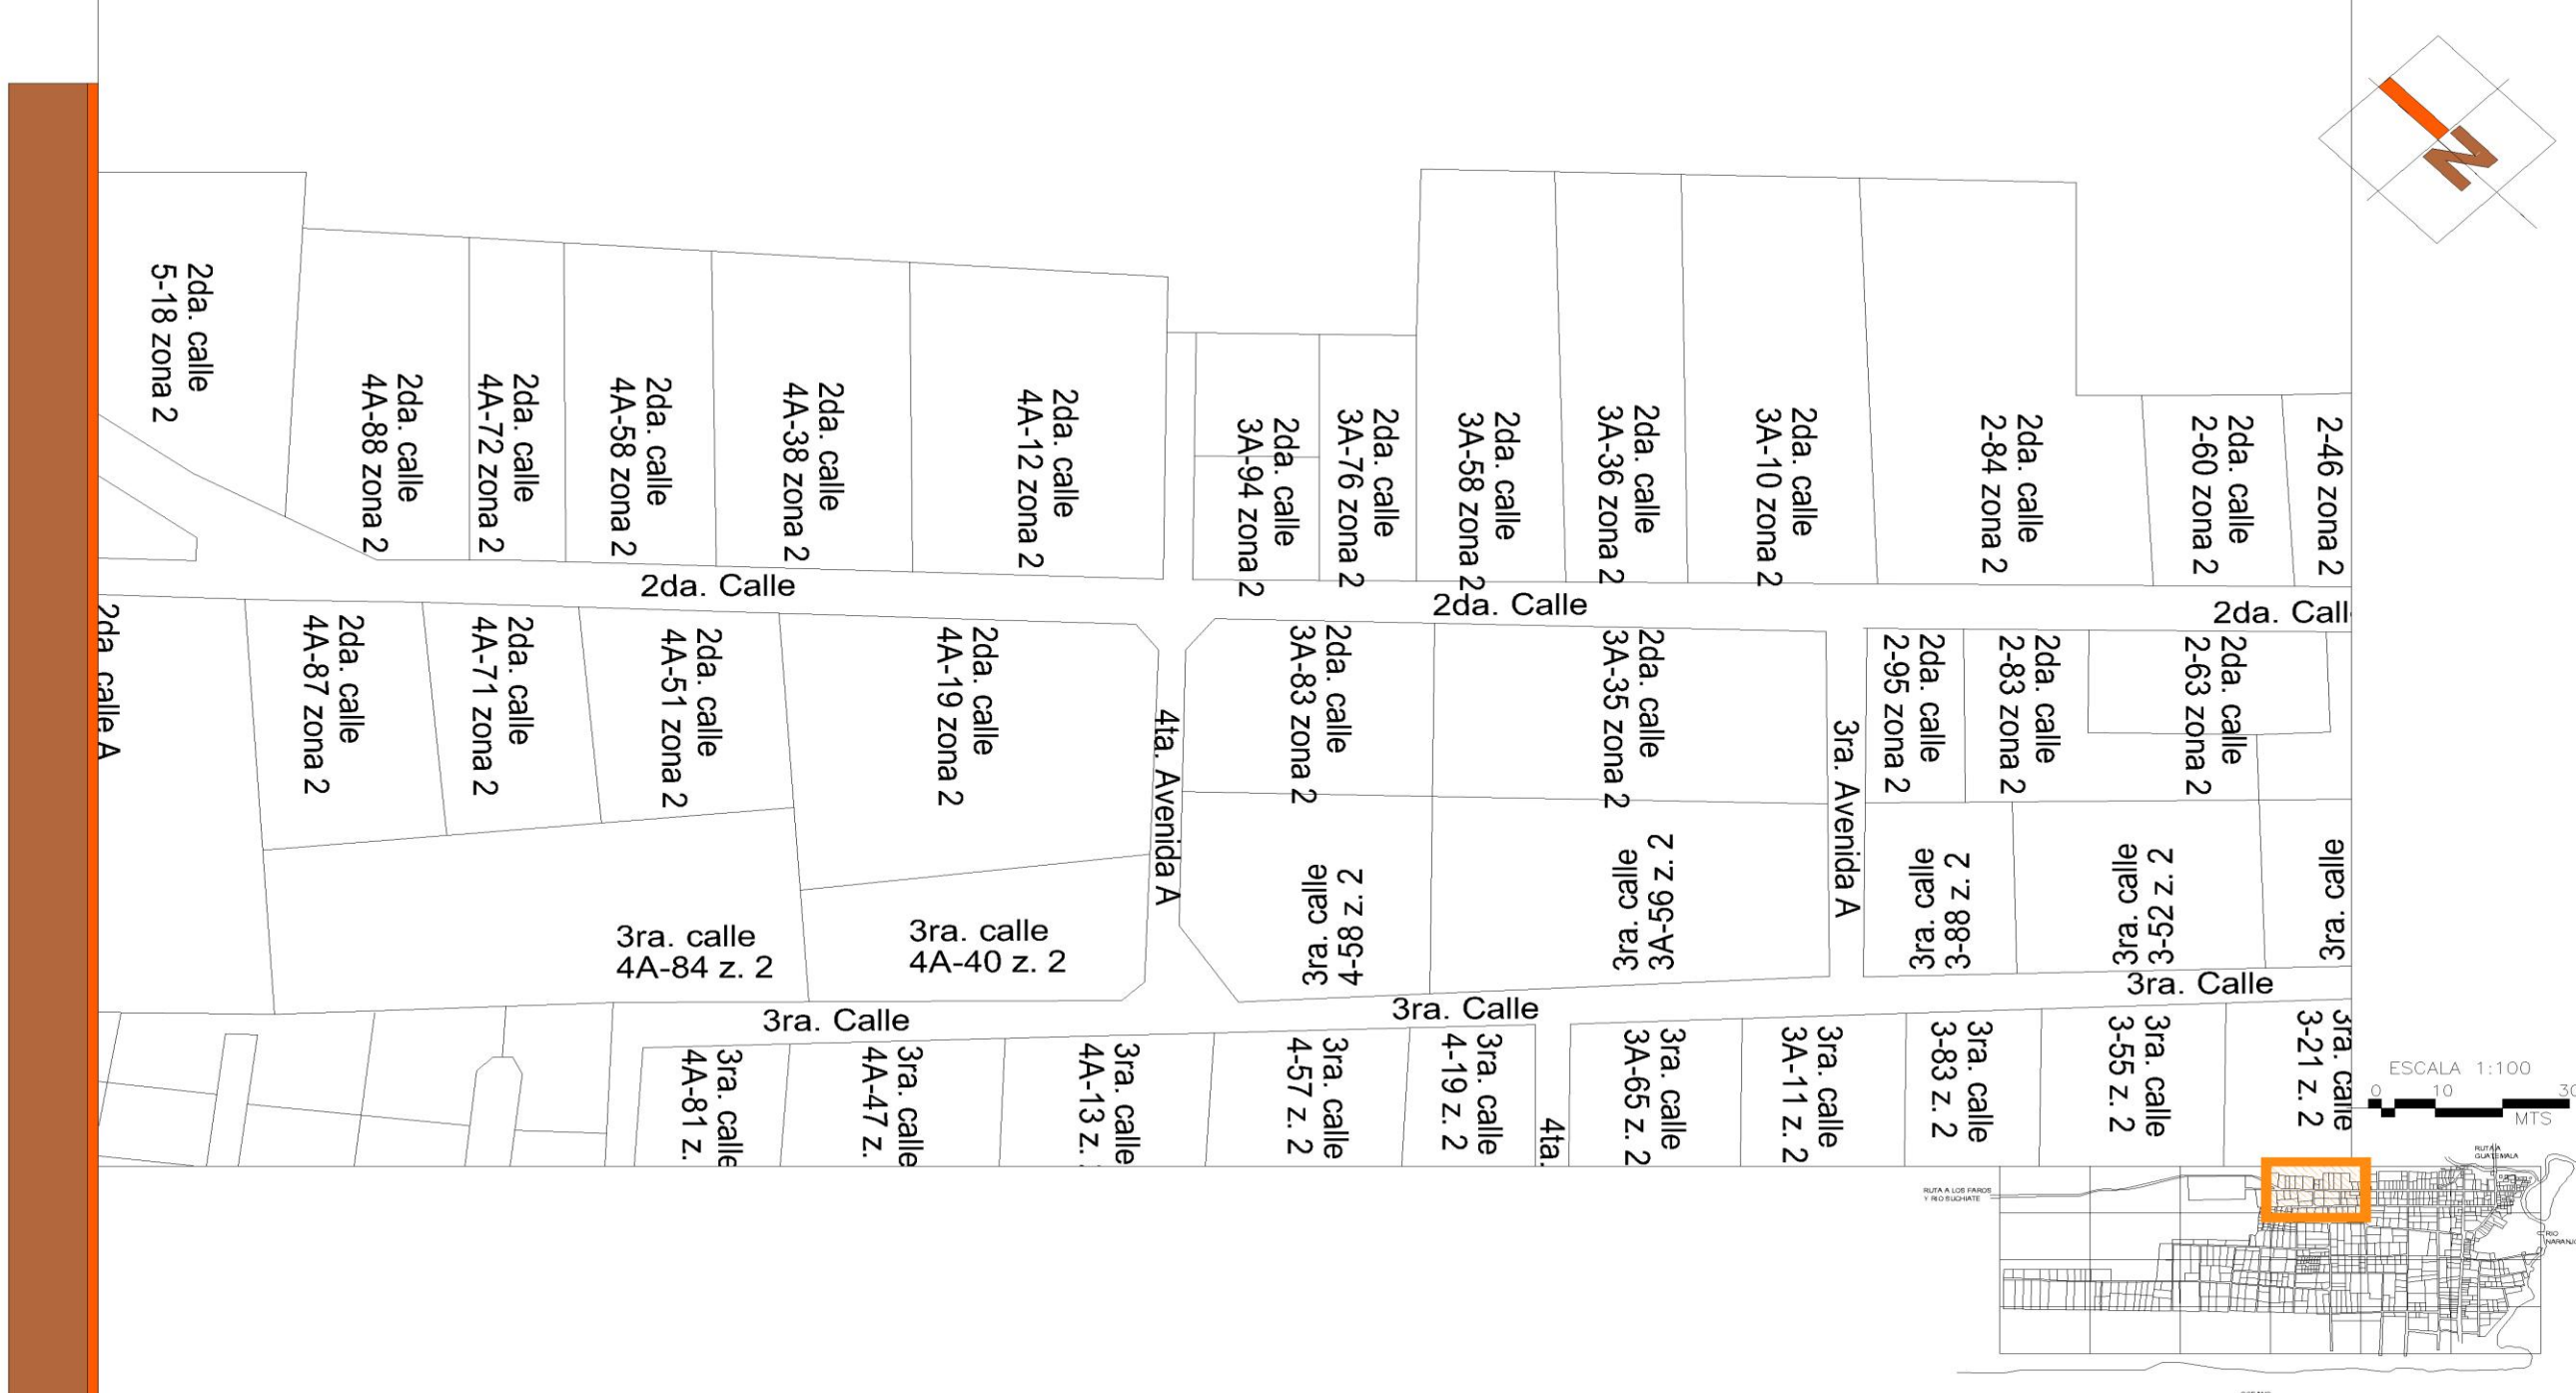 N
2da. calle
5-18 zona 2
2da. calle
4A-88 zona 2
2da. calle
4A-72 zona 2
2da. calle
4A-58 zona 2
2da. calle
4A-38 zona 2
2da. calle
4A-12 zona 2
2da. calle
3A-94 zona 2
2da. calle
3A-76 zona 2
2da. calle
3A-58 zona 2
2da. calle
3A-36 zona 2
2da. calle
3A-10 zona 2
2da. calle
2-84 zona 2
2da. calle
2-60 zona 2
2-46 zona 2
2da. Calle
2da. Calle
2da. Call
2da. calle A
2da. calle
4A-87 zona 2
2da. calle
4A-71 zona 2
2da. calle
4A-51 zona 2
2da. calle
4A-19 zona 2
4ta. Avenida A
2da. calle
3A-83 zona 2
2da. calle
3A-35 zona 2
3ra. Avenida A
2da. calle
2-95 zona 2
2da. calle
2-83 zona 2
2da. calle
2-63 zona 2
3ra. calle
4A-84 z. 2
3ra. calle
4A-40 z. 2
3ra. calle
4-58 z. 2
3ra. calle
3A-56 z. 2
3ra. calle
3-88 z. 2
3ra. calle
3-52 z. 2
3ra. calle
3ra. Calle
3ra. Calle
3ra. Calle
3ra. calle
4A-81 z.
3ra. calle
4A-47 z.
3ra. calle
4A-13 z.
3ra. calle
4-57 z. 2
3ra. calle
4-19 z. 2
4ta.
3ra. calle
3A-65 z. 2
3ra. calle
3A-11 z. 2
3ra. calle
3-83 z. 2
3ra. calle
3-55 z. 2
3ra. calle
3-21 z. 2
ESCALA 1:100
0 10 30
MTS
RUTA A
GUATEMALA
RUTA A LOS FAROS
Y RIO SUCHIATE
RIO
NARANJO